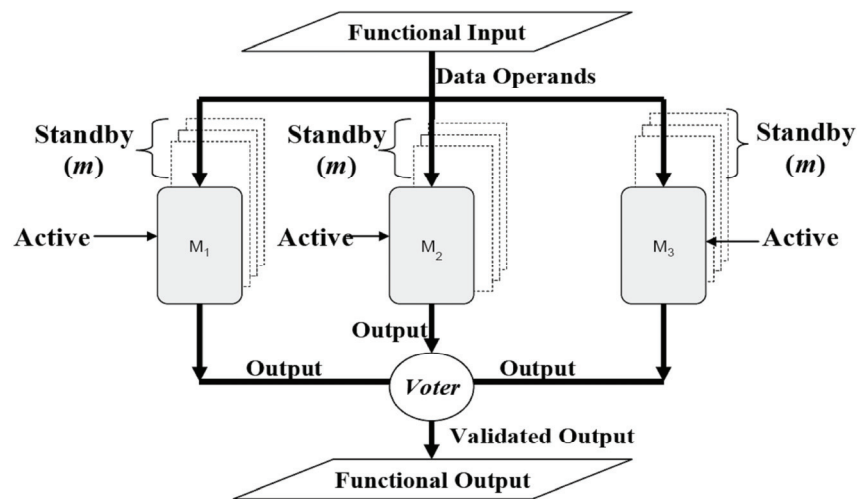 Functional Input
Data Operands
Standby
(m)
Standby
(m)
Standby
(m)
Active
M1
Active
M2
M3
Active
Output
Output
Voter
Output
Validated Output
Functional Output